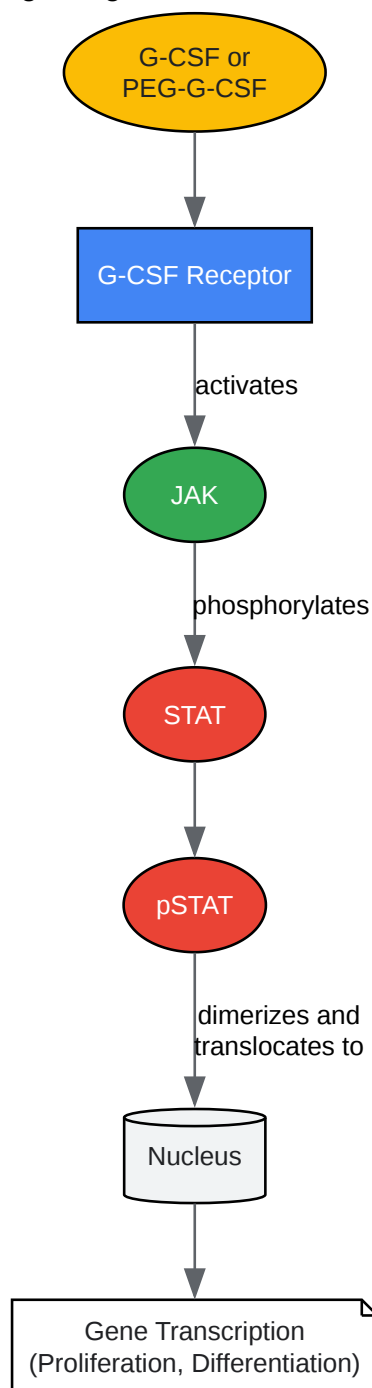 G-CSF or
PEG-G-CSF
G-CSF Receptor
activates
JAK
phosphorylates
STAT
pSTAT
dimerizes and
translocates to
Nucleus
Gene Transcription
(Proliferation, Differentiation)